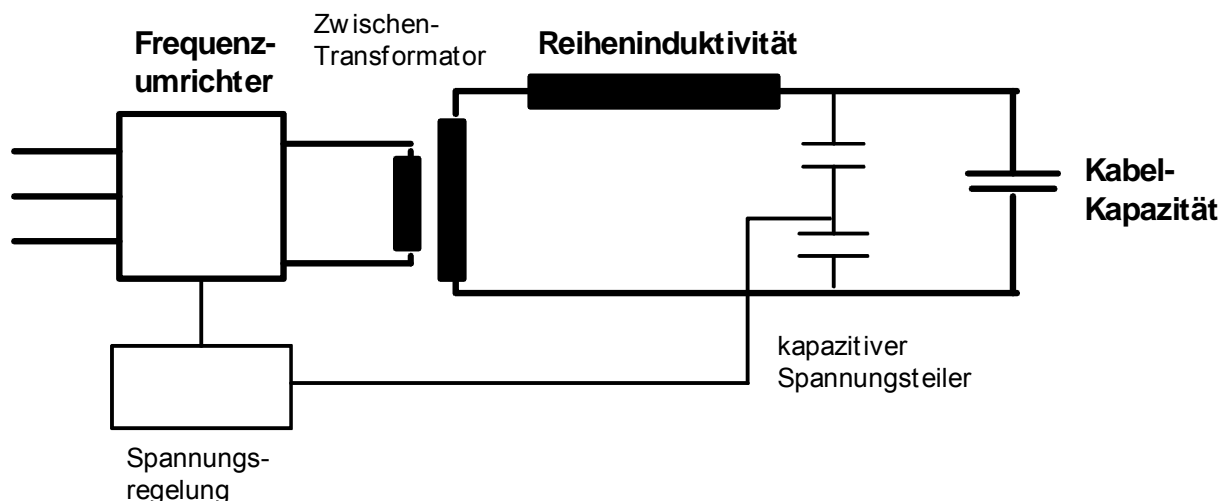 Zwischen-
Transformator
Frequenz-
umrichter
Reiheninduktivität
Kabel-
Kapazität
kapazitiver
Spannungsteiler
Spannungs-
regelung